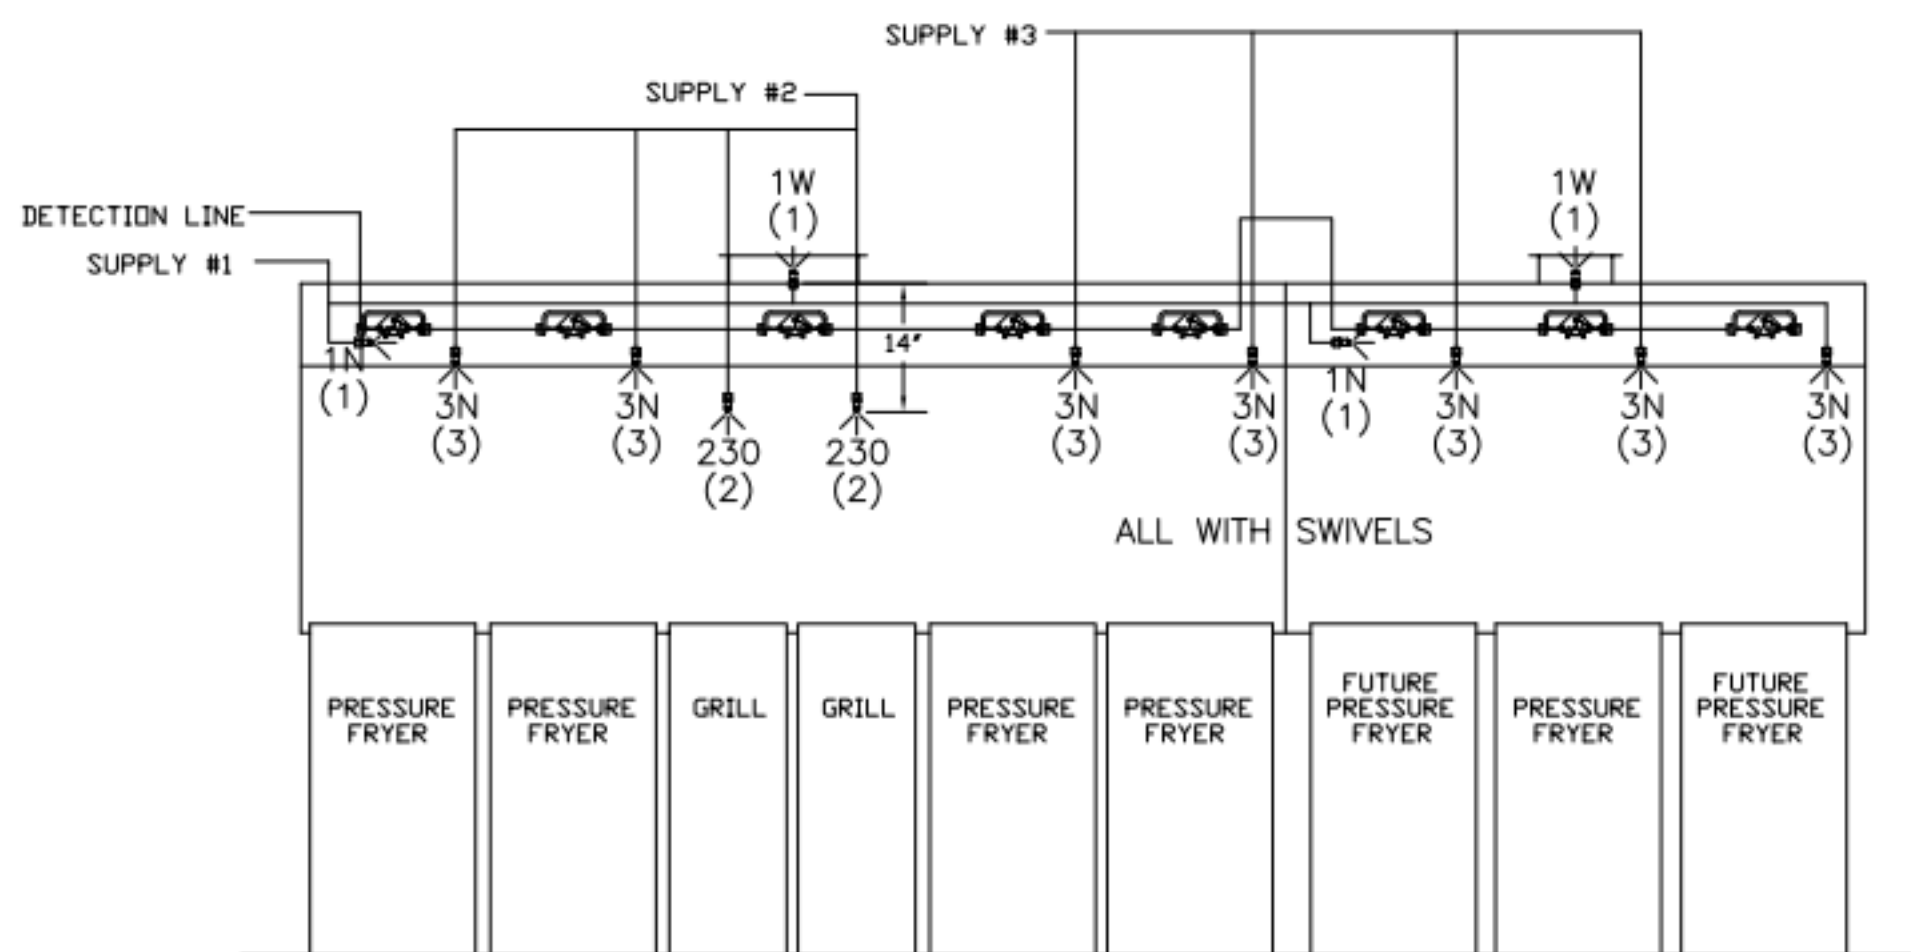 SUPPLY #3
SUPPLY #2
1W
(1)
1W
(1)
DETECTION LINE
SUPPLY #1
14"
1N
(1)
3N
(3)
3N
(3)
230
(2)
230
(2)
3N
(3)
3N
(3)
1N
(1)
3N
(3)
3N
(3)
3N
(3)
ALL WITH SWIVELS
PRESSURE
FRYER
PRESSURE
FRYER
GRILL
GRILL
PRESSURE
FRYER
PRESSURE
FRYER
FUTURE
PRESSURE
FRYER
PRESSURE
FRYER
FUTURE
PRESSURE
FRYER